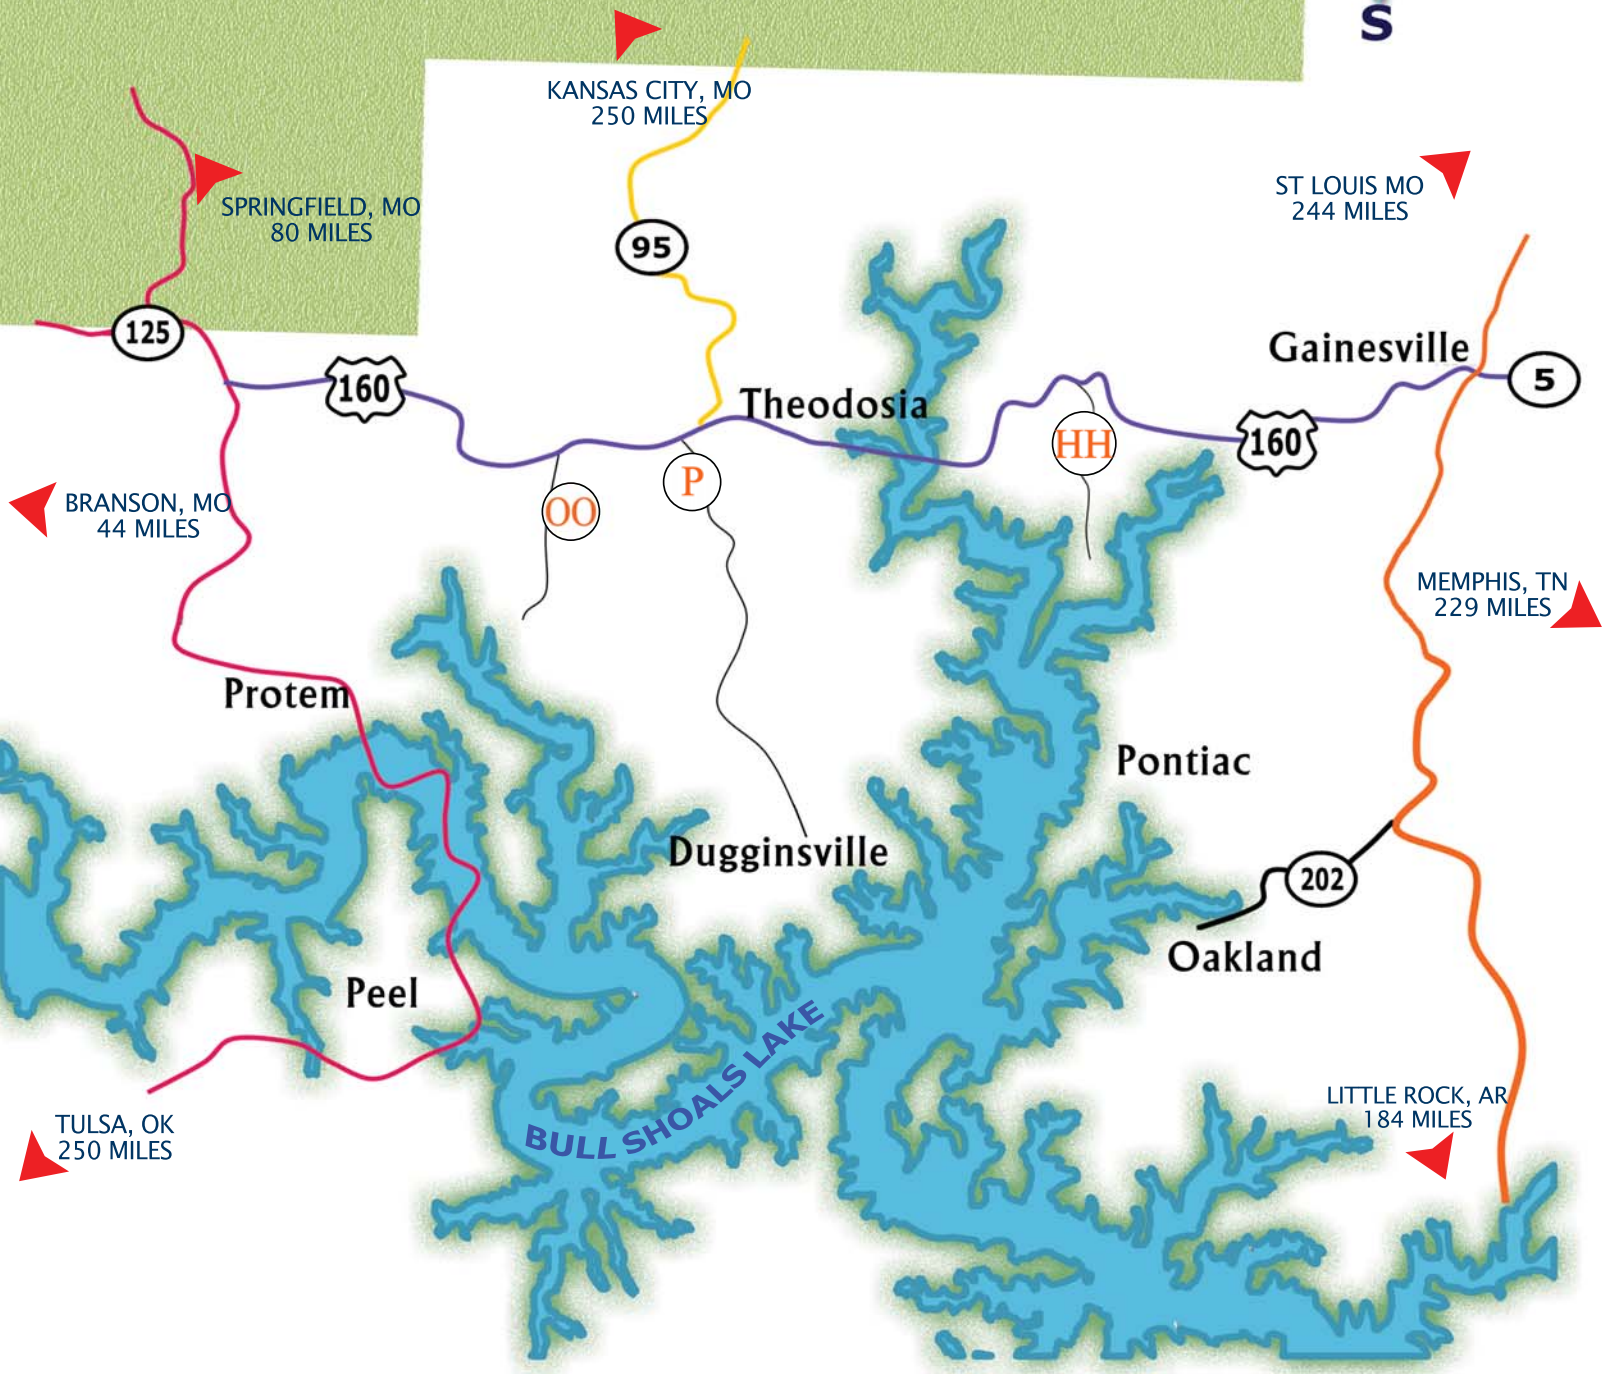 S
KANSAS CITY, MO
250 MILES
ST LOUIS MO
244 MILES
SPRINGFIELD, MO
80 MILES
95
125
Gainesville
160
5
Theodosia
160
HH
P
OO
BRANSON, MO
44 MILES
MEMPHIS, TN
229 MILES
Protem
Pontiac
Dugginsville
202
Oakland
Peel
BULL SHOALS LAKE
LITTLE ROCK, AR
184 MILES
TULSA, OK
250 MILES